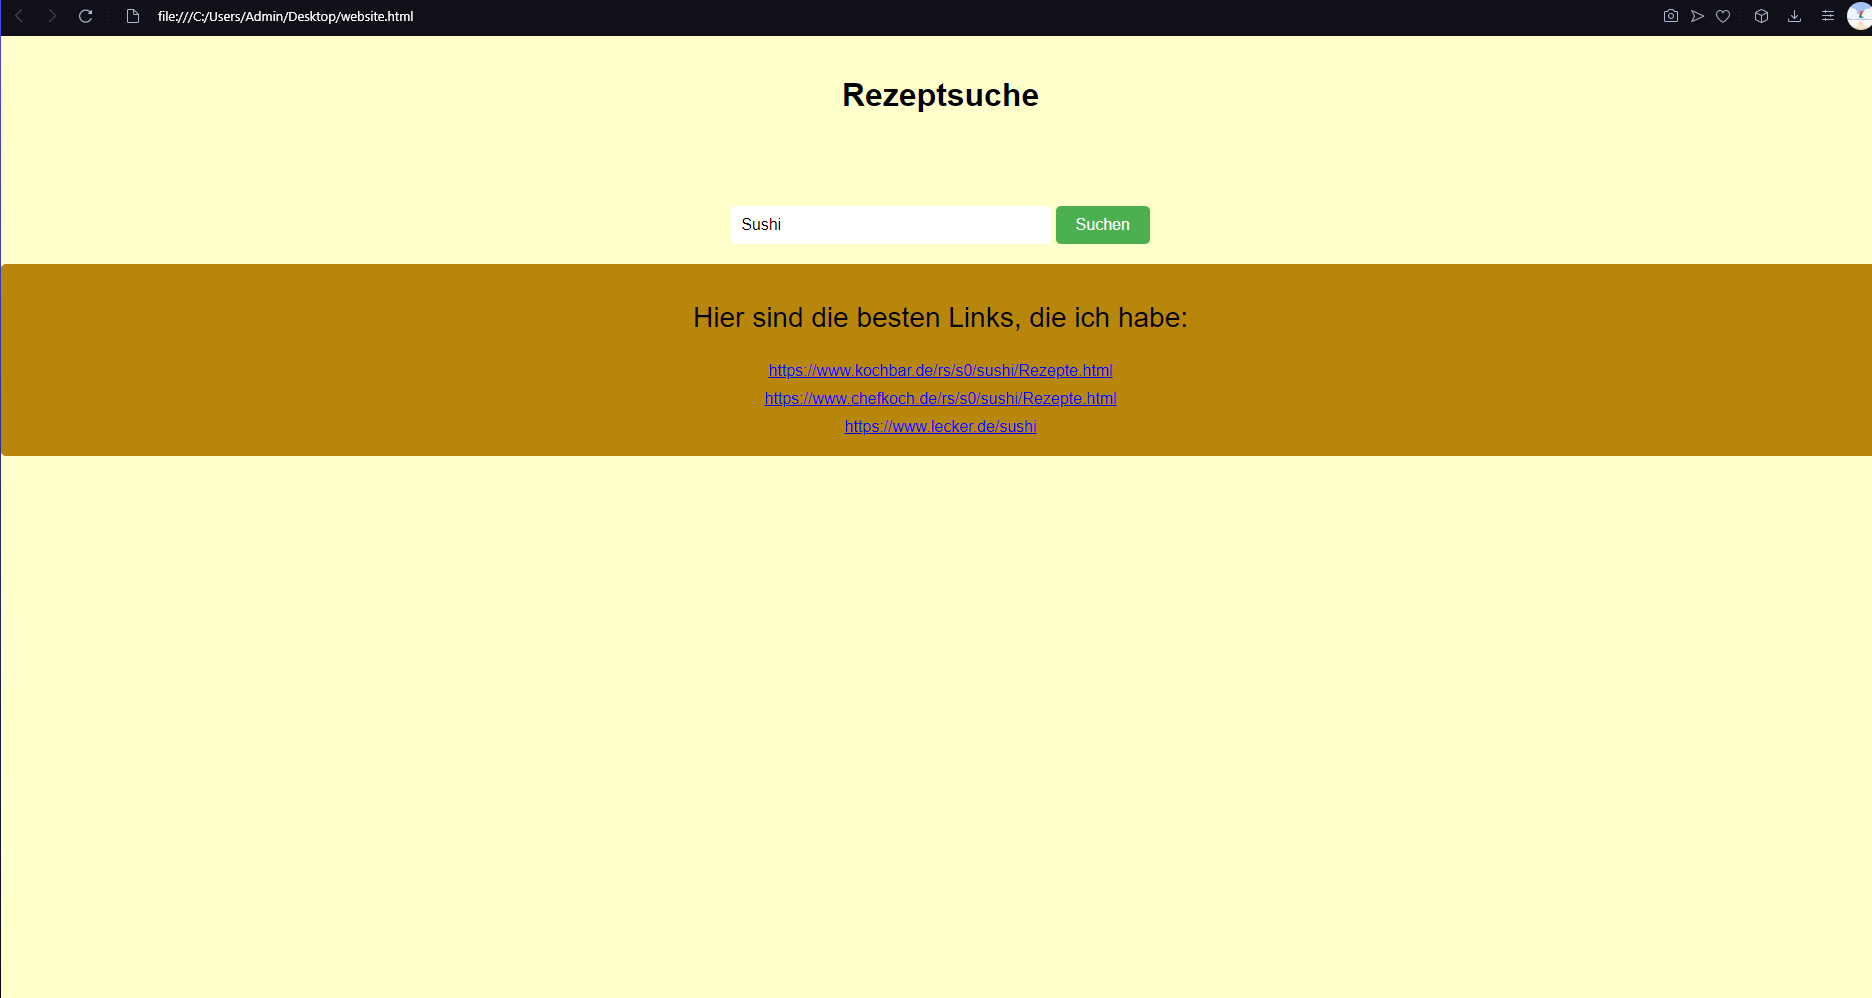 file:///C:/Users/Admin/Desktop/website.html
Rezeptsuche
Sushi
Suchen
Hier sind die besten Links, die ich habe:
https://www.kochbar.de/rs/s0/sushi/Rezepte.html
https://www.chefkoch.de/rs/s0/sushi/Rezepte.html
https://www.lecker.de/sushi